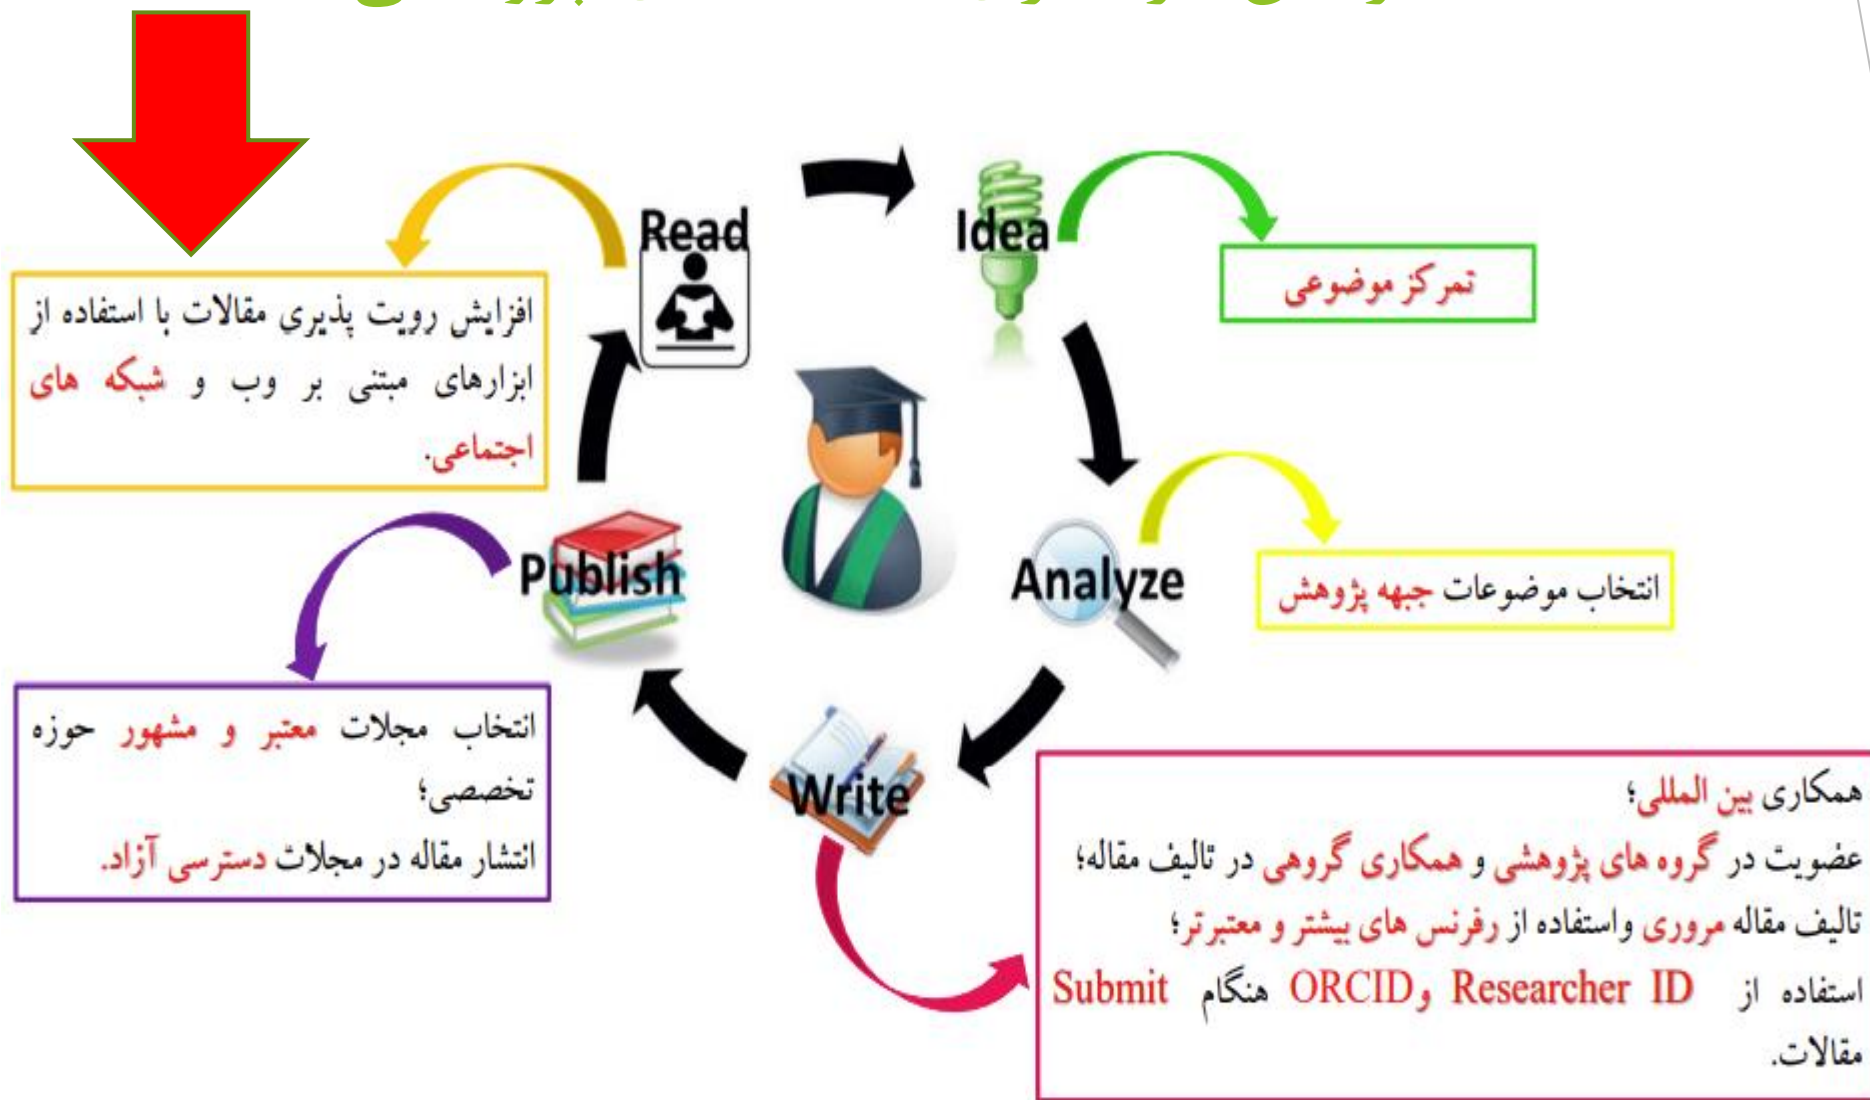 Read
Idea
تمرکز موضوعی
افزایش رویت پذیری مقالات با استفاده از
ابزارهای مبتنی بر وب و شبکه های
اجتماعی.
Publish
Analyze
انتخاب موضوعات جبهه پژوهش
انتخاب مجلات معتبر و مشهور حوزه
تخصصی؛
انتشار مقاله در مجلات دسترسی آزاد.
Write
همکاری بین المللی؛
عضویت در گروه های پژوهشی و همکاری گروهی در تالیف مقاله؛
تالیف مقاله مروری واستفاده از رفرنس های بیشتر و معتبرتر؛
استفاده از Researcher ID وORCID هنگام Submit
مقالات.